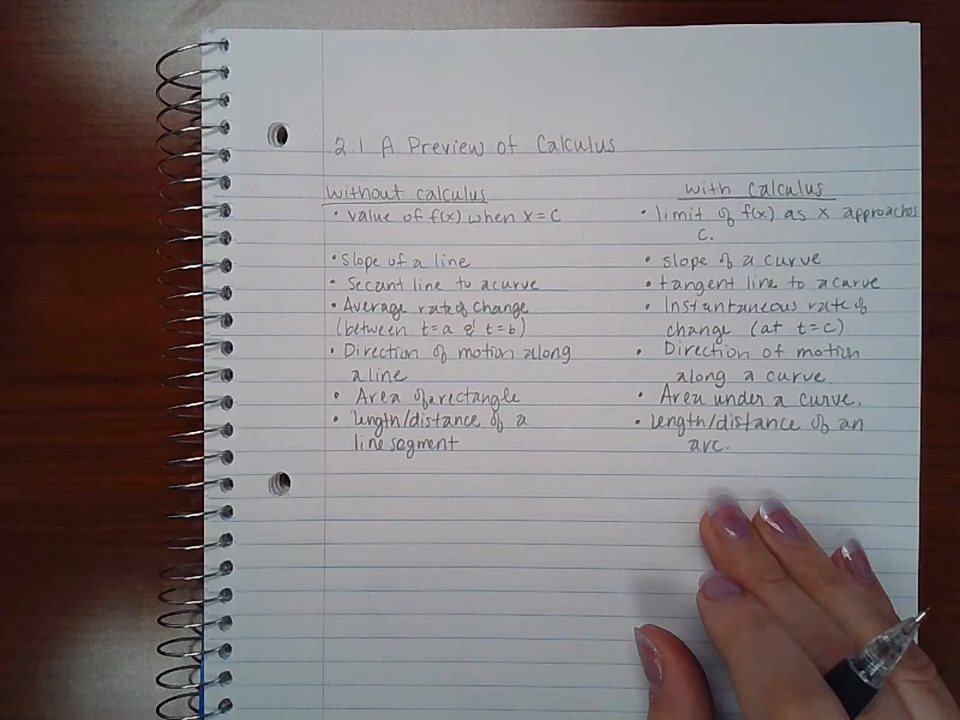 2.1 A Preview of Calculus
without calculus
• value of f(x) when x = c
• Slope of a line
• Secant line to a curve
• Average rate of change
(between t=a & t=b)
• Direction of motion along
a line
• Area of a rectangle
• length/distance of a
line segment
with calculus
• limit of f(x) as x approaches
c.
• slope of a curve
• tangent line to a curve
• Instantaneous rate of
change (at t=c)
• Direction of motion
along a curve.
• Area under a curve.
• length/distance of an
arc.